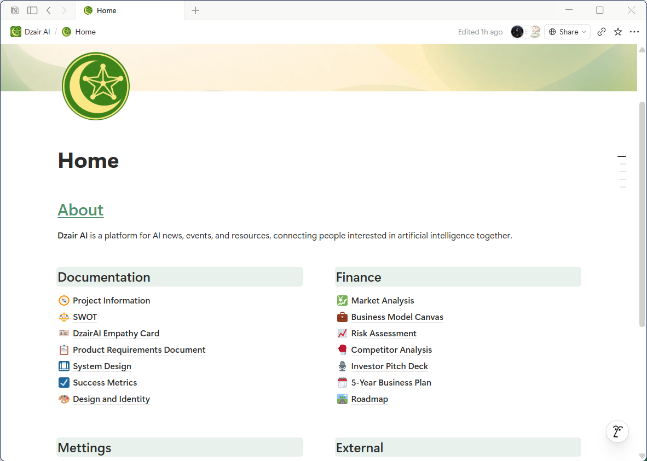 Home
Dzair AI / Home
Edited 1h ago
Share
Home
About
Dzair AI is a platform for AI news, events, and resources, connecting people interested in artificial intelligence together.
Documentation
Project Information
SWOT
DzairAI Empathy Card
Product Requirements Document
System Design
Success Metrics
Design and Identity
Finance
Market Analysis
Business Model Canvas
Risk Assessment
Competitor Analysis
Investor Pitch Deck
5-Year Business Plan
Roadmap
Mettings
External